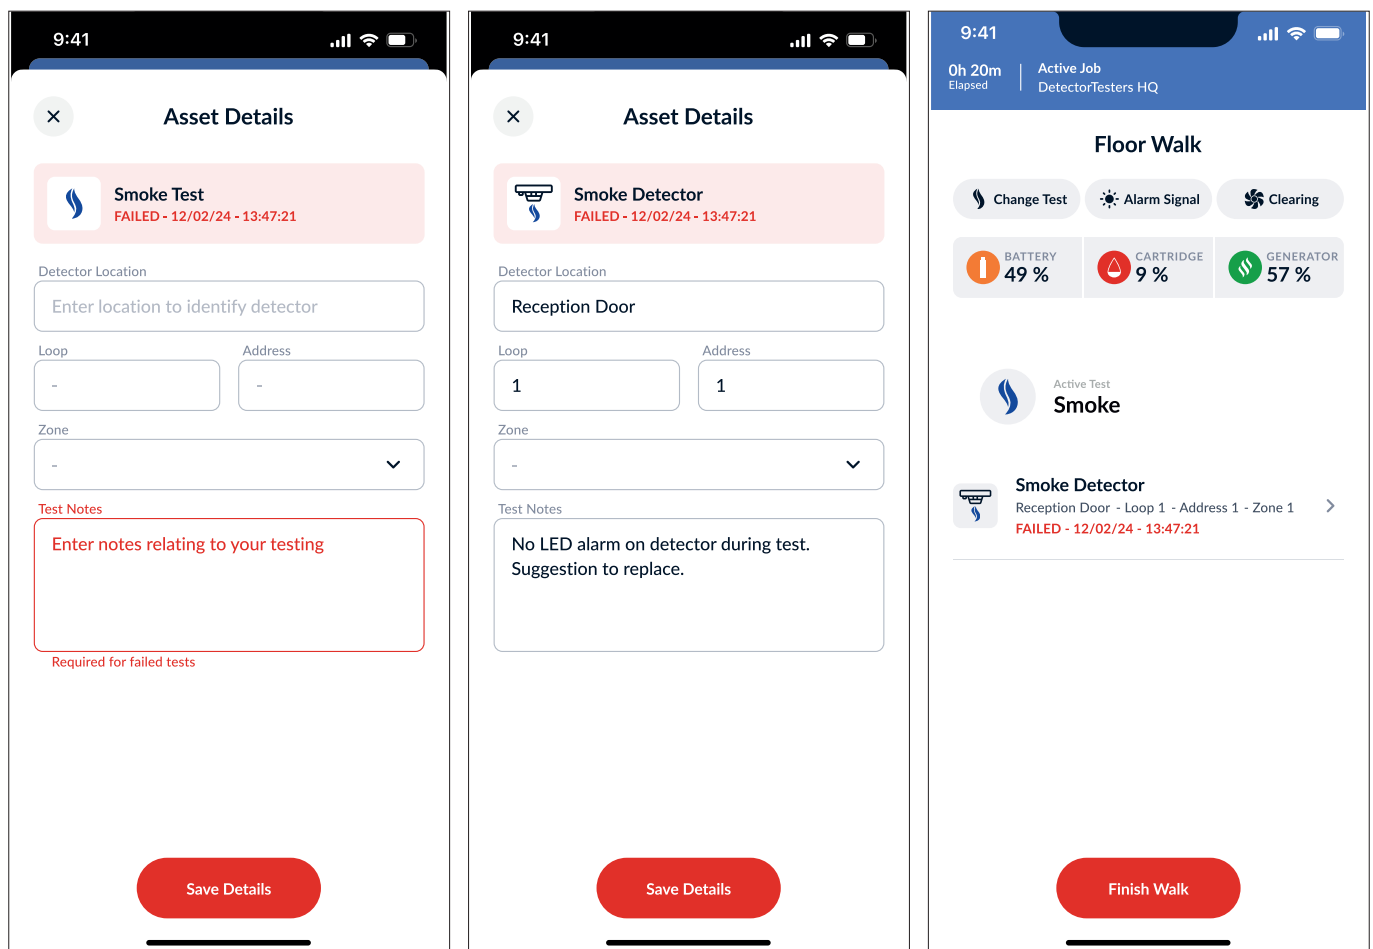 9:41
Asset Details
Smoke Test
FAILED - 12/02/24 - 13:47:21
Detector Location
Enter location to identify detector
Loop
Address
-
-
Zone
-
Test Notes
Enter notes relating to your testing
Required for failed tests
Save Details
9:41
Asset Details
Smoke Detector
FAILED - 12/02/24 - 13:47:21
Detector Location
Reception Door
Loop
Address
1
1
Zone
-
Test Notes
No LED alarm on detector during test.
Suggestion to replace.
Save Details
9:41
0h 20m
Elapsed
Active Job
DetectorTesters HQ
Floor Walk
Change Test
Alarm Signal
Clearing
BATTERY
49 %
CARTRIDGE
9 %
GENERATOR
57 %
Active Test
Smoke
Smoke Detector
Reception Door - Loop 1 - Address 1 - Zone 1
FAILED - 12/02/24 - 13:47:21
Finish Walk